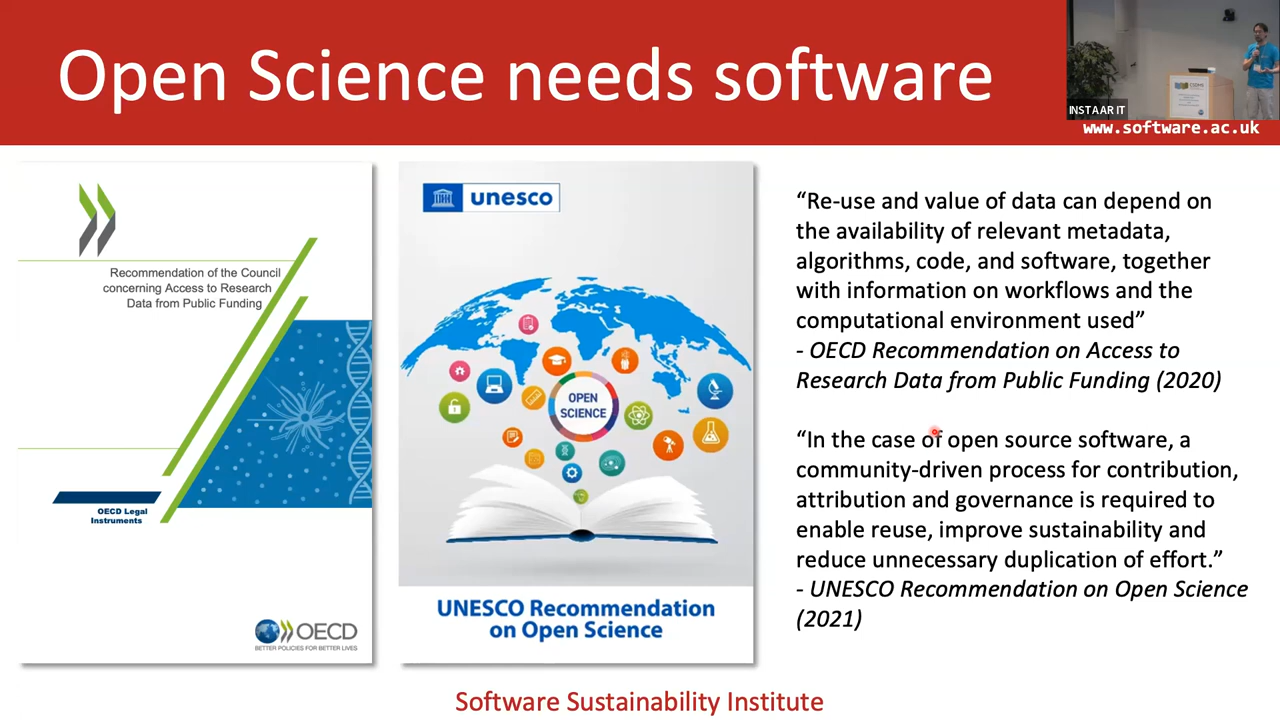 Open Science needs software
INSTAAR IT
www.software.ac.uk
Recommendation of the Council
concerning Access to Research
Data from Public Funding
OECD Legal
Instruments
OECD
BETTER POLICIES FOR BETTER LIVES
unesco
OPEN
SCIENCE
UNESCO Recommendation
on Open Science
“Re-use and value of data can depend on
the availability of relevant metadata,
algorithms, code, and software, together
with information on workflows and the
computational environment used”
- OECD Recommendation on Access to
Research Data from Public Funding (2020)
“In the case of open source software, a
community-driven process for contribution,
attribution and governance is required to
enable reuse, improve sustainability and
reduce unnecessary duplication of effort.”
- UNESCO Recommendation on Open Science
(2021)
Software Sustainability Institute